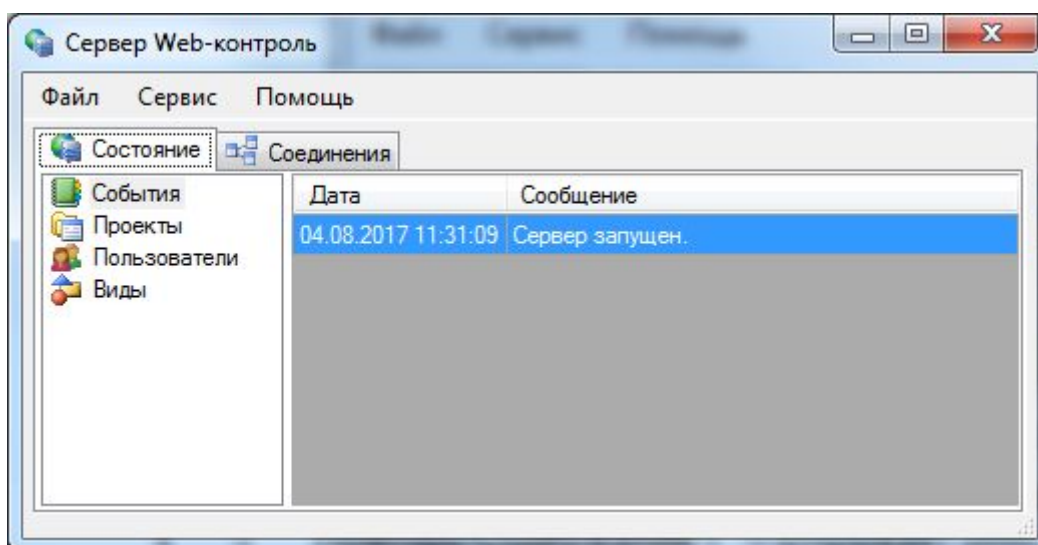 Сервер Web-контроль
Файл Сервис Помощь
Состояние Соединения
События
Проекты
Пользователи
Виды
Дата Сообщение
04.08.2017 11:31:09 Сервер запущен.